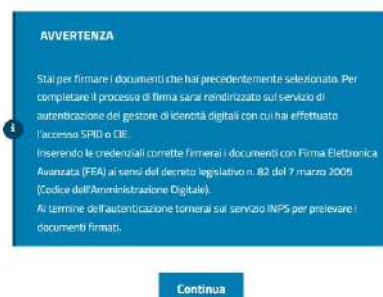 AVVERTENZA
Stai per firmare i documenti che hai precedentemente selezionato. Per
completare il processo di firma sarai reindirizzato sul servizio di
autenticazione del gestore di identità digitali con cui hai effettuato
l'accesso SPID o CIE.
Inserendo le credenziali corrette firmerai i documenti con Firma Elettronica
Avanzata (FEA) ai sensi del decreto legislativo n. 82 del 7 marzo 2005
(Codice dell'Amministrazione Digitale).
Al termine dell'autenticazione tornerai sul servizio INPS per prelevare i
documenti firmati.
Continua